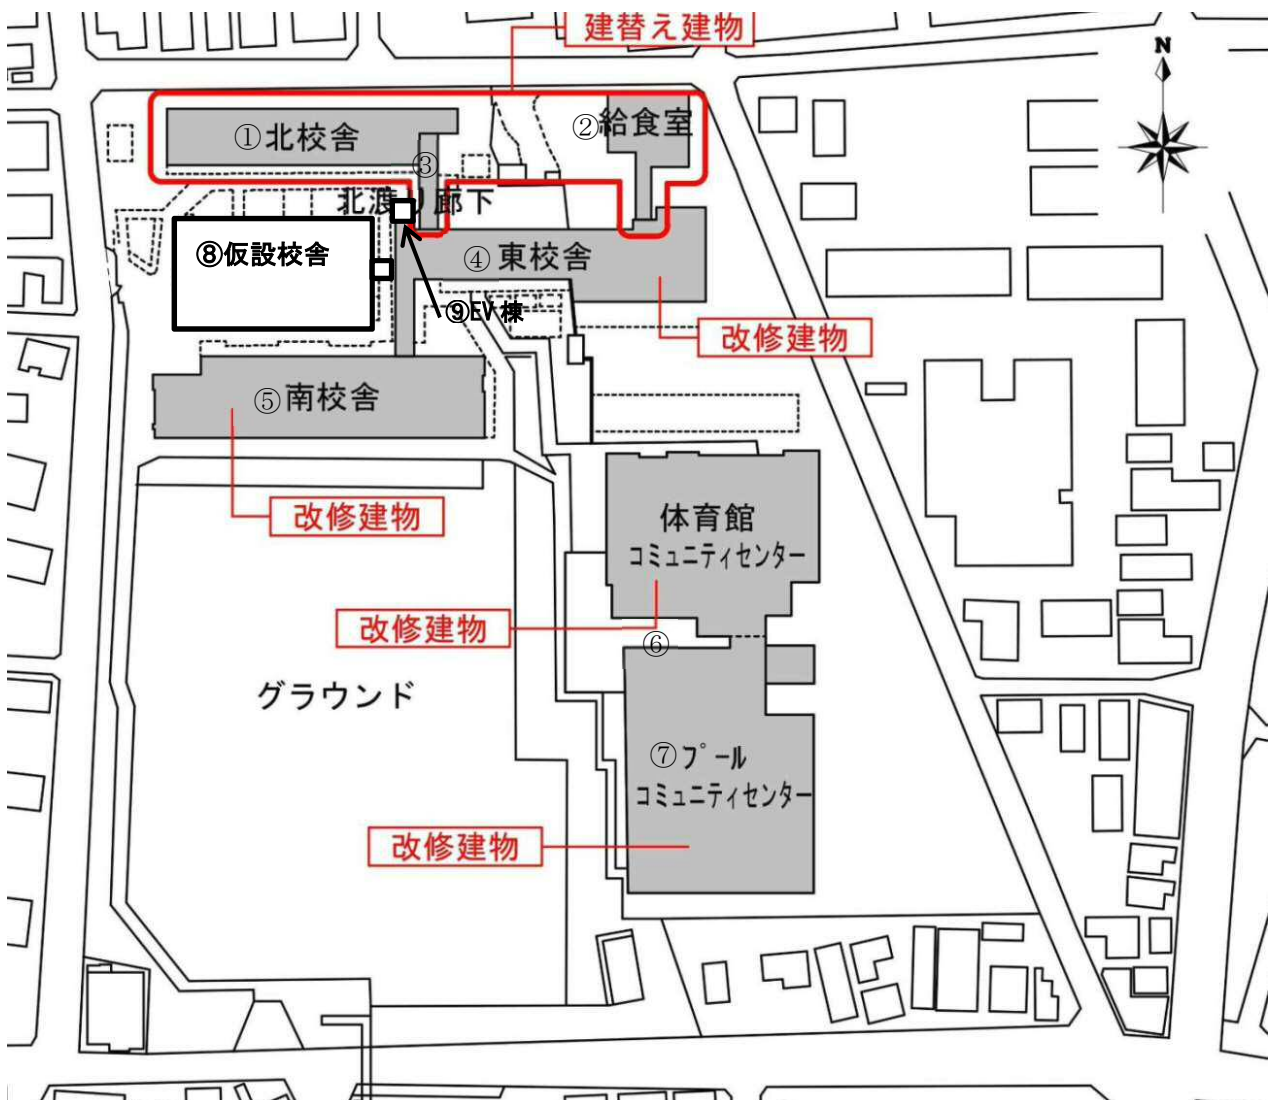 建替え建物
N
①北校舎
②給食室
③
北渡り廊下
⑧仮設校舎
④東校舎
⑨EV棟
改修建物
⑤南校舎
改修建物
体育館
コミュニティセンター
改修建物
⑥
グラウンド
⑦プール
コミュニティセンター
改修建物